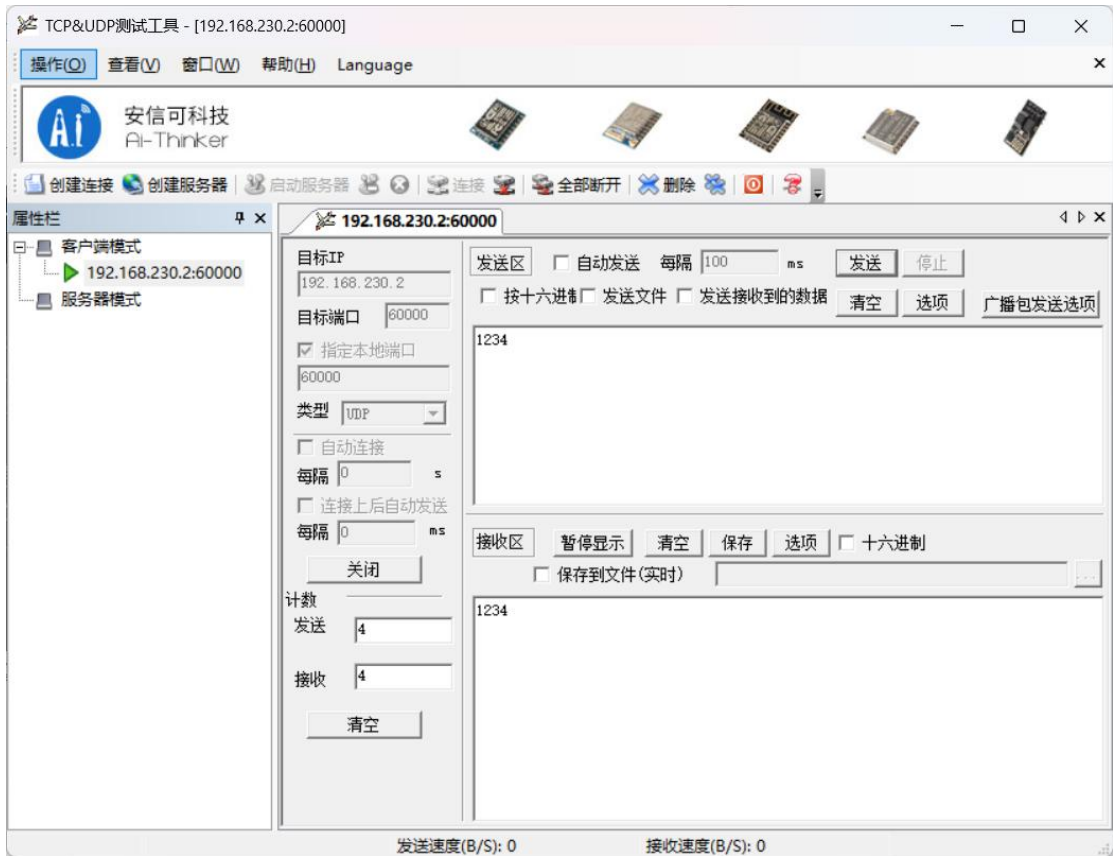 TCP&UDP测试工具 - [192.168.230.2:60000]
操作(O) 查看(V) 窗口(W) 帮助(H) Language
安信可科技
Ai-Thinker
创建连接 创建服务器 启动服务器 连接 全部断开 删除
属性栏
客户端模式
192.168.230.2:60000
服务器模式
192.168.230.2:60000
目标IP
192.168.230.2
目标端口 60000
指定本地端口
60000
类型 UDP
自动连接
每隔 0 s
连接上后自动发送
每隔 0 ms
关闭
计数
发送 4
接收 4
清空
发送区 自动发送 每隔 100 ms 发送 停止
按十六进制 发送文件 发送接收到的数据 清空 选项 广播包发送选项
1234
接收区 暂停显示 清空 保存 选项 十六进制
保存到文件(实时) ...
1234
发送速度(B/S): 0 接收速度(B/S): 0